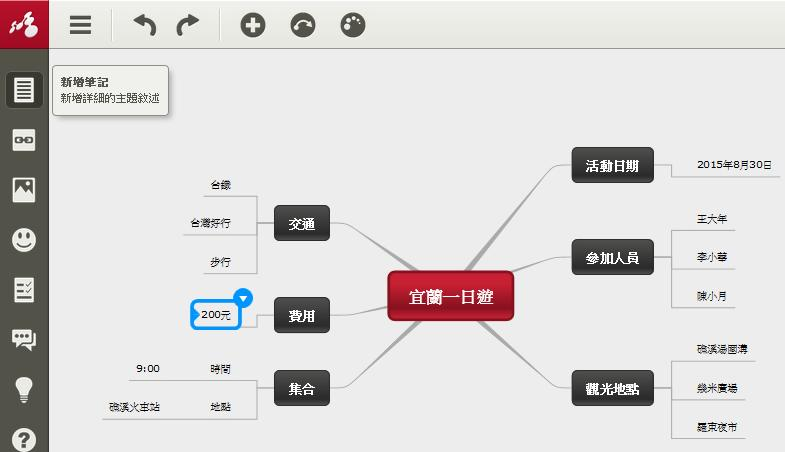 新增筆記
新增詳細的主題敘述
活動日期
2015年8月30日
台鐵
交通
王大年
台灣好行
參加人員
李小華
步行
宜蘭一日遊
陳小月
200元
費用
礁溪湯圍溝
9:00
時間
集合
觀光地點
幾米廣場
礁溪火車站
地點
羅東夜市
?